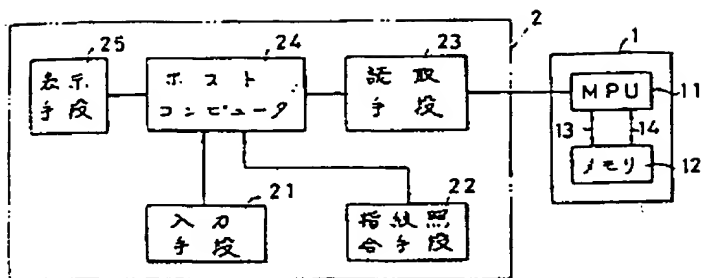 25
24
23
2
1
表示
手段
ホスト
コンピュータ
読取
手段
MPU
11
13
14
メモリ
12
21
22
入力
手段
指紋照
合手段